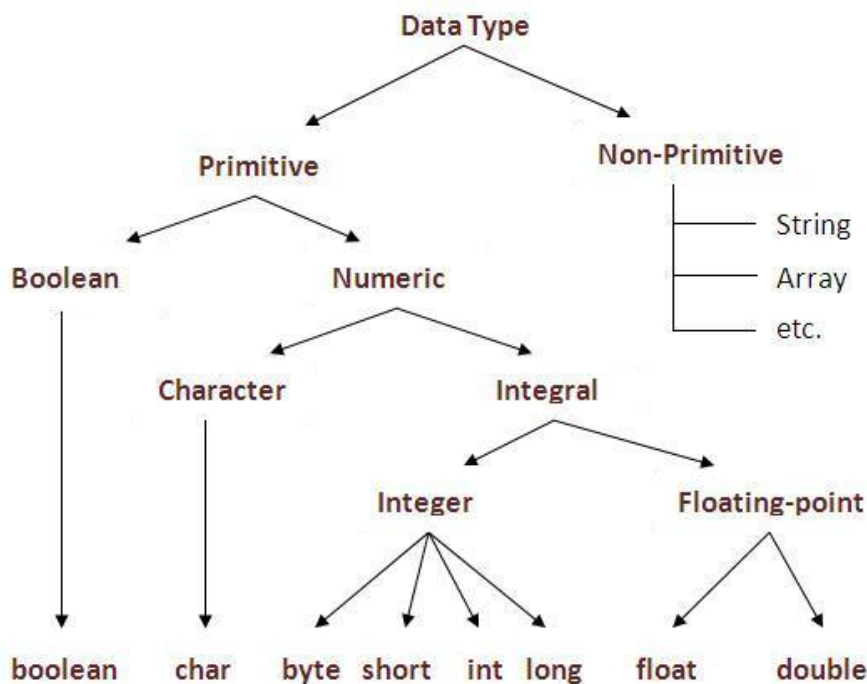 Data Type
Primitive
Non-Primitive
String
Boolean
Numeric
Array
etc.
Character
Integral
Integer
Floating-point
boolean
char
byte
short
int
long
float
double